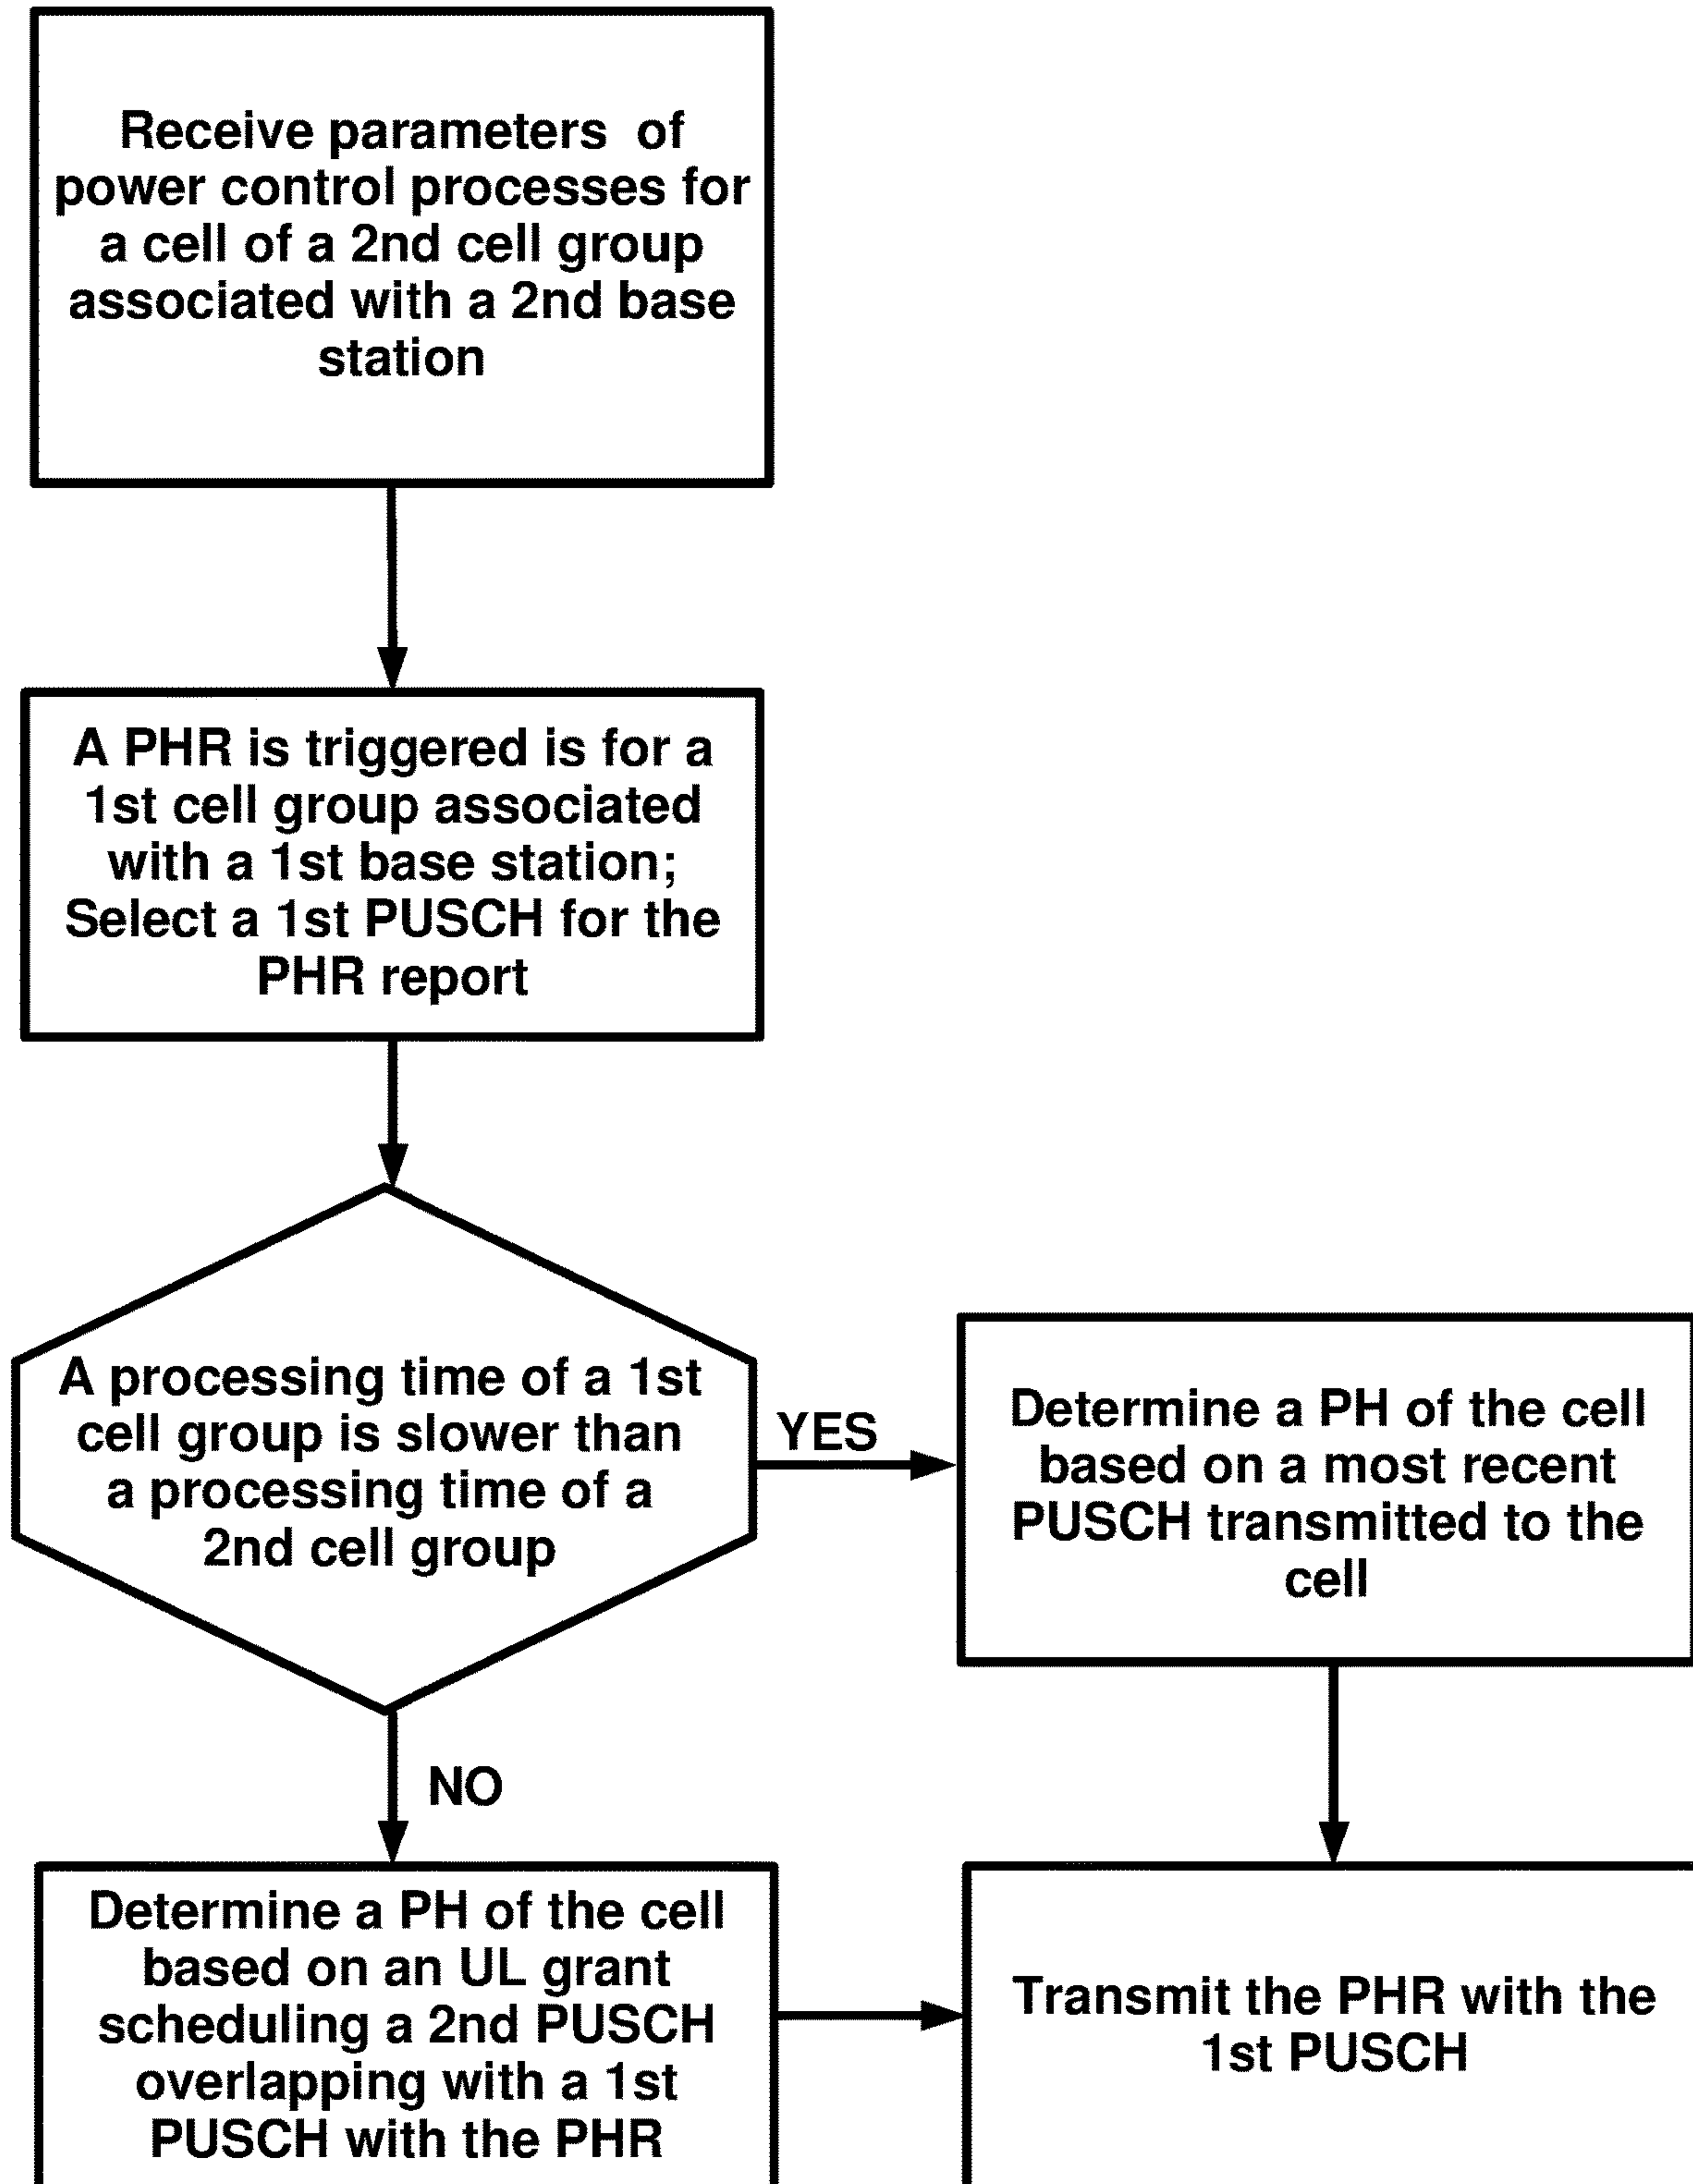 Receive parameters of
power control processes for
a cell of a 2nd cell group
associated with a 2nd base
station
A PHR is triggered is for a
1st cell group associated
with a 1st base station;
Select a 1st PUSCH for the
PHR report
A processing time of a 1st
cell group is slower than
a processing time of a
2nd cell group
YES
Determine a PH of the cell
based on a most recent
PUSCH transmitted to the
cell
NO
Determine a PH of the cell
based on an UL grant
scheduling a 2nd PUSCH
overlapping with a 1st
PUSCH with the PHR
Transmit the PHR with the
1st PUSCH